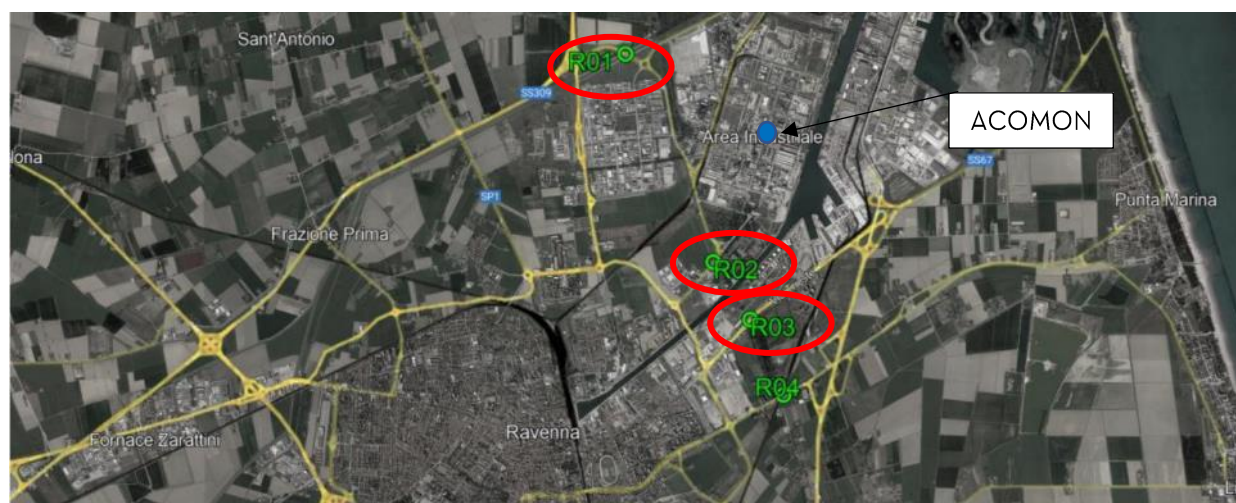 Sant'Antonio
R01
SS309
ACOMON
Area Industriale
SS67
SP1
Punta Marina
Frazione Prima
R02
R03
R04
Ravenna
Fornace Zarattini